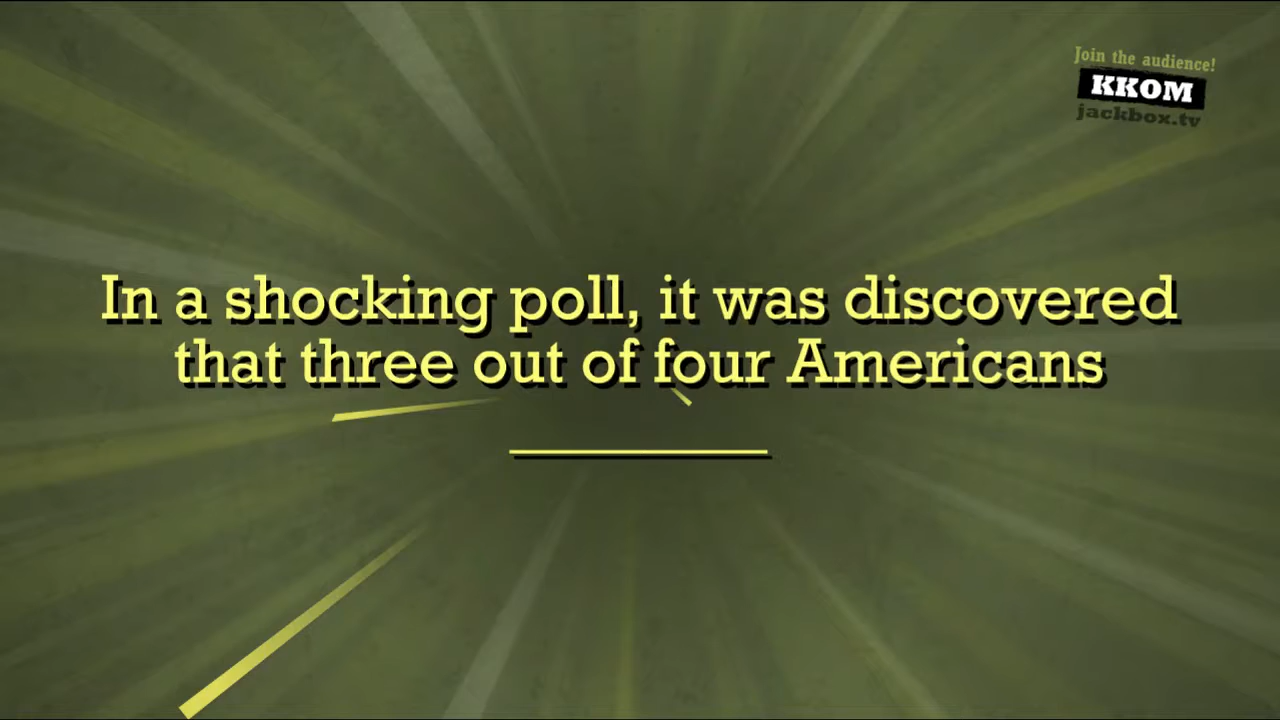 Join the audience!
KKOM
jackbox.tv
In a shocking poll, it was discovered
that three out of four Americans